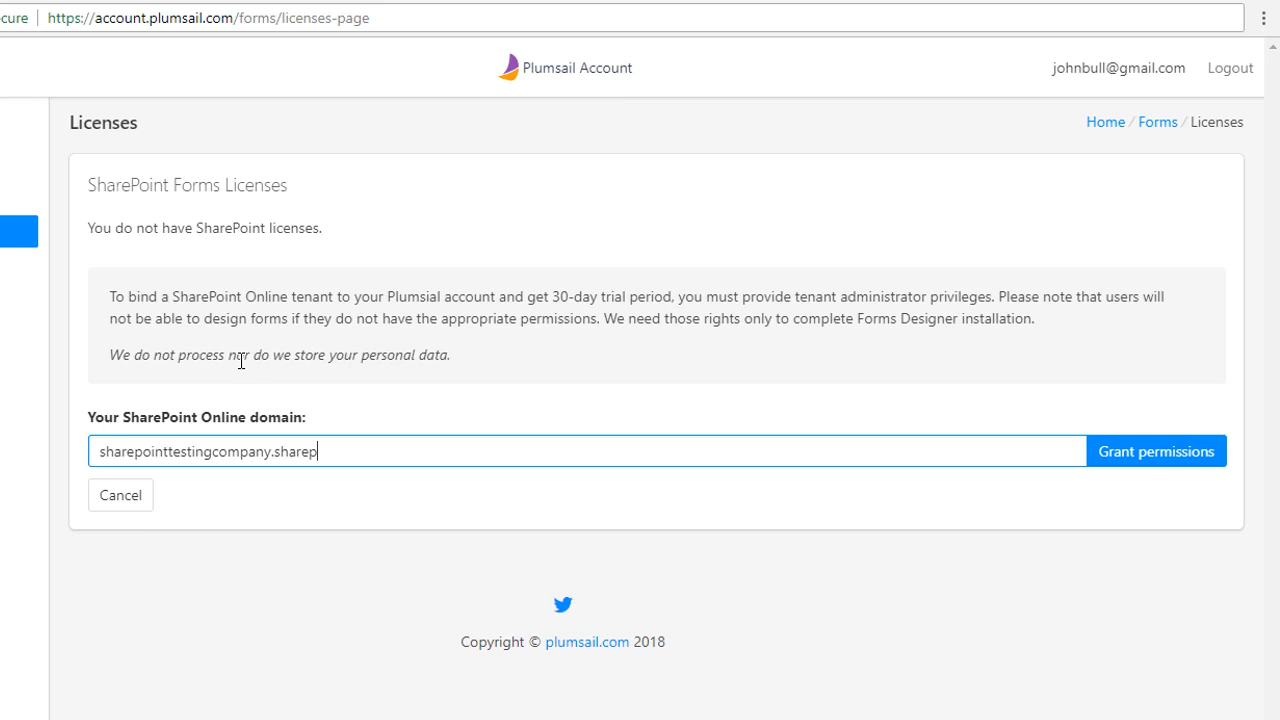 cure https://account.plumsail.com/forms/licenses-page
Plumsail Account johnbull@gmail.com Logout
Licenses Home / Forms / Licenses
SharePoint Forms Licenses
You do not have SharePoint licenses.
To bind a SharePoint Online tenant to your Plumsial account and get 30-day trial period, you must provide tenant administrator privileges. Please note that users will
not be able to design forms if they do not have the appropriate permissions. We need those rights only to complete Forms Designer installation.
We do not process nor do we store your personal data.
Your SharePoint Online domain:
sharepointtestingcompany.sharep Grant permissions
Cancel
Copyright © plumsail.com 2018